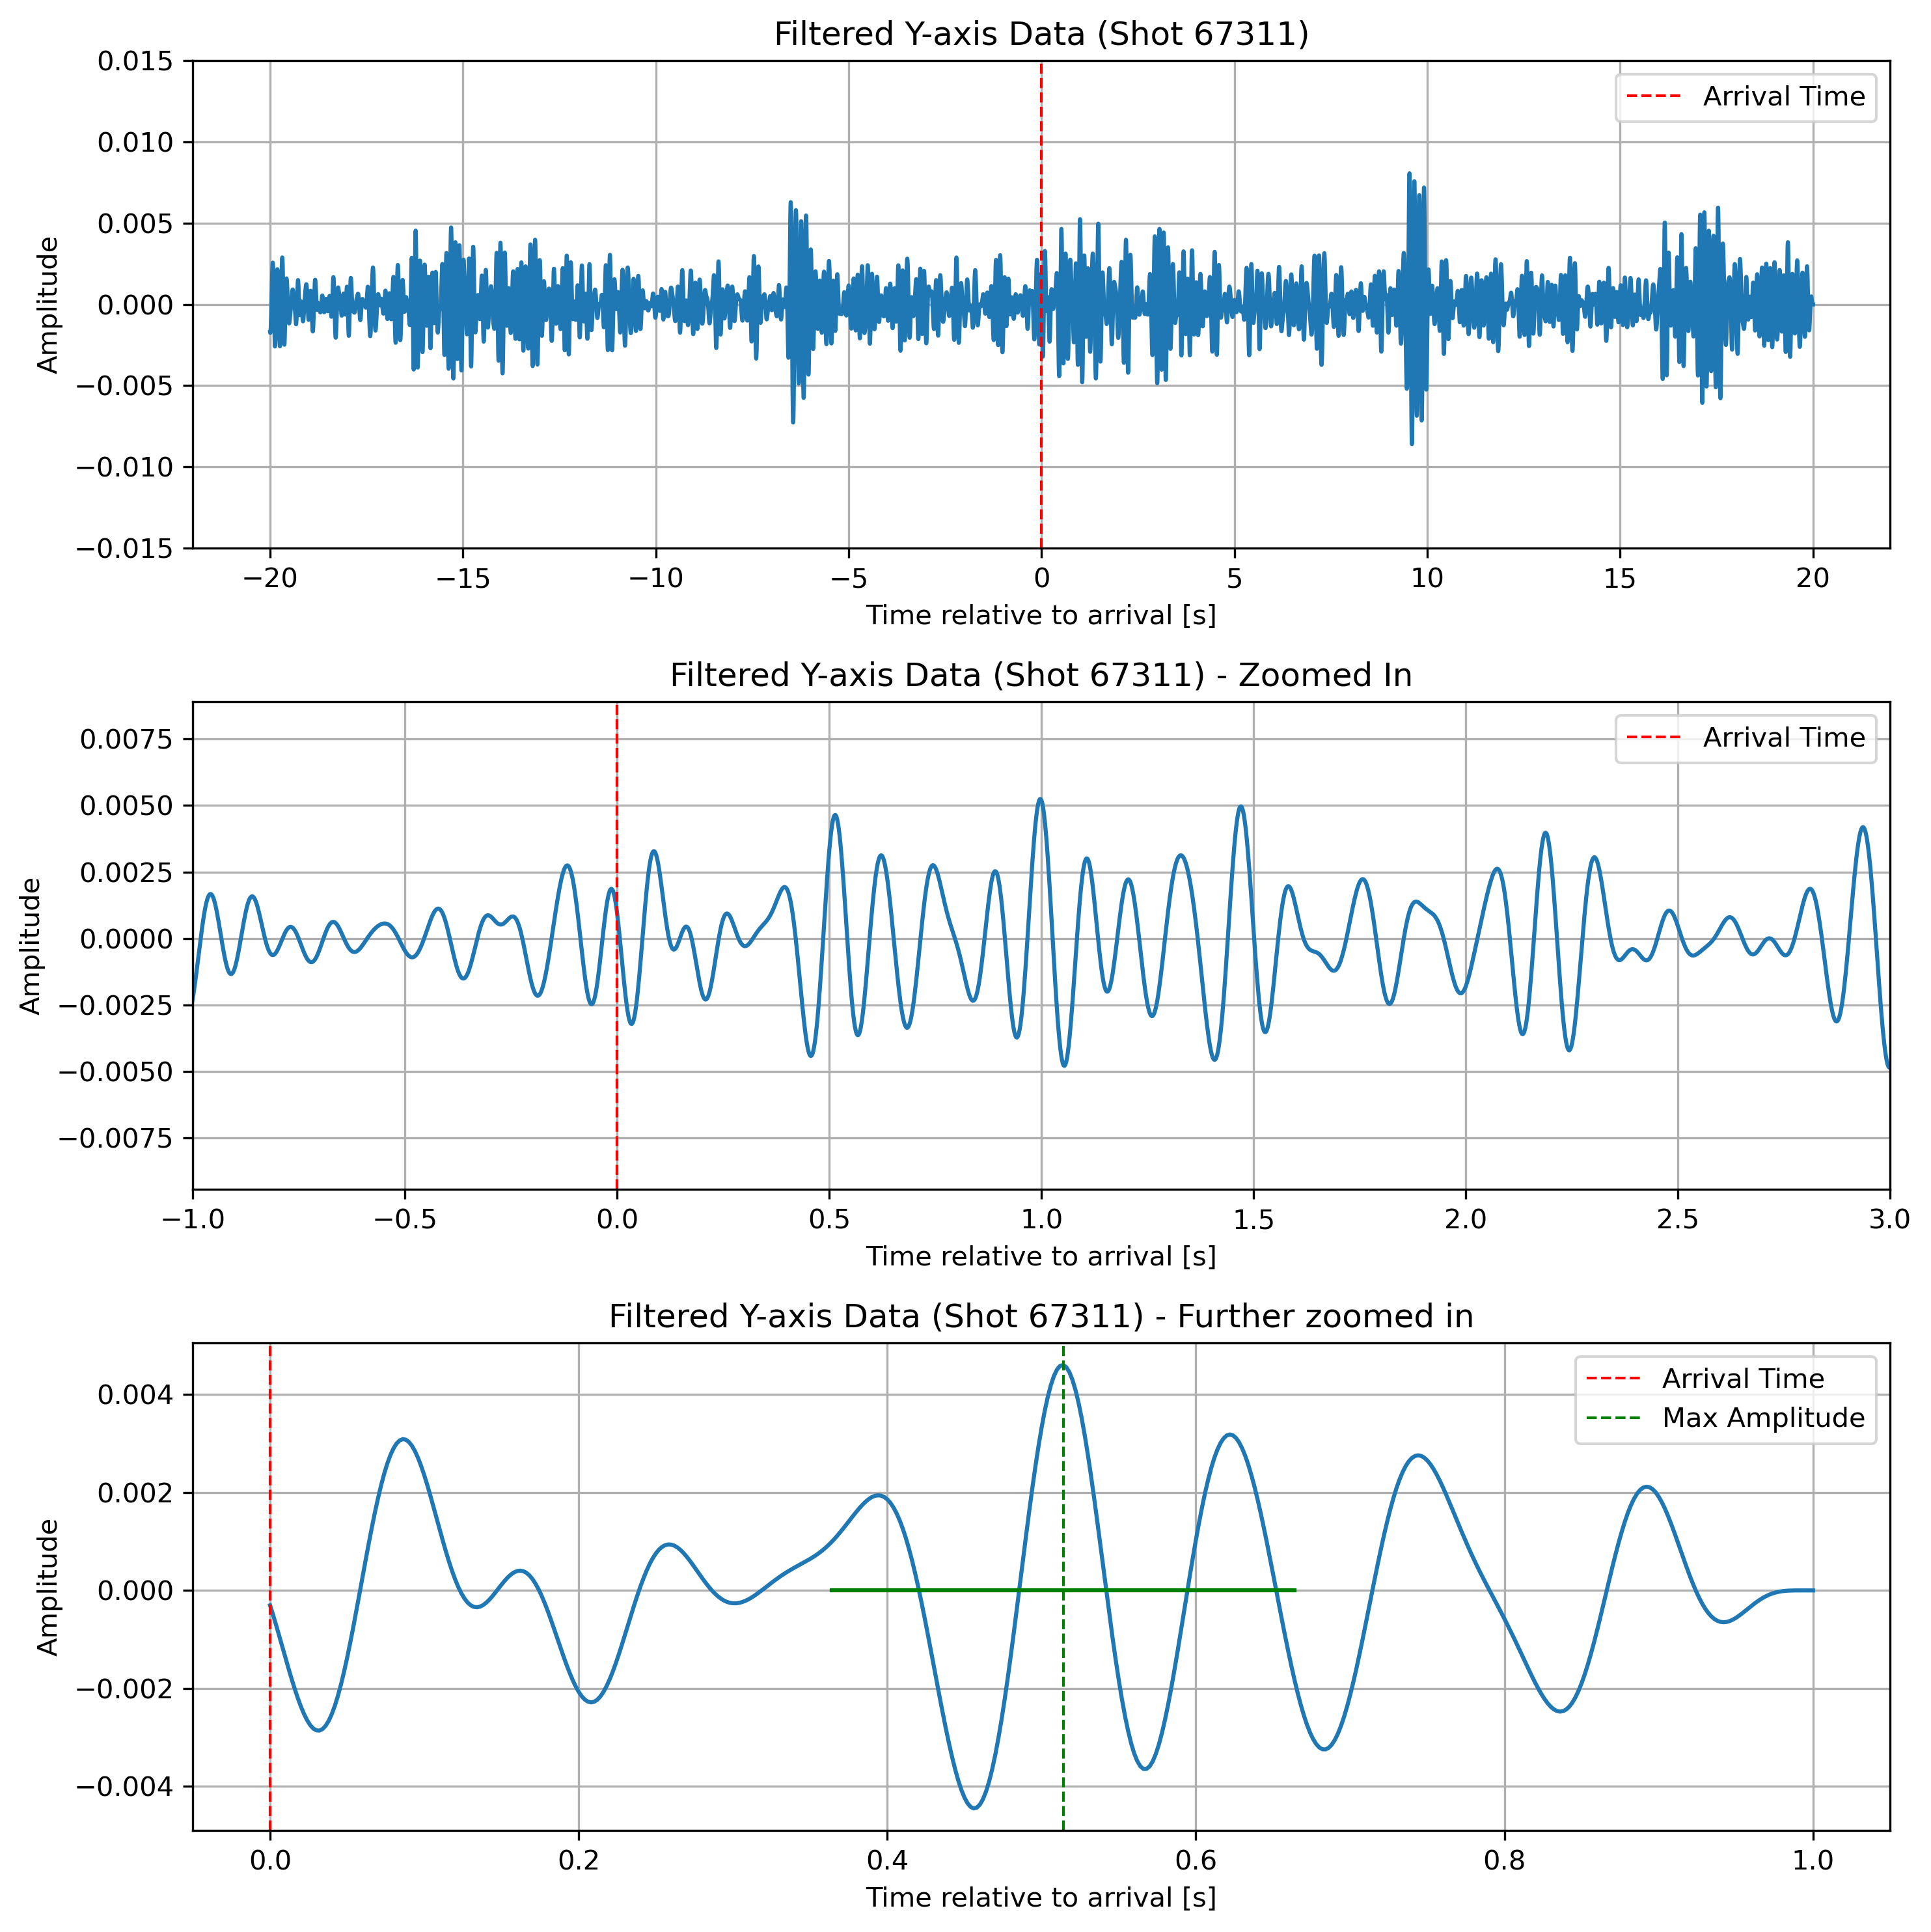 Filtered Y-axis Data (Shot 67311)
0.015
0.010
0.005
0.000
−0.005
−0.010
−0.015
Amplitude
Arrival Time
−20 −15 −10 −5 0 5 10 15 20
Time relative to arrival [s]
Filtered Y-axis Data (Shot 67311) - Zoomed In
0.0075
0.0050
0.0025
0.0000
−0.0025
−0.0050
−0.0075
Amplitude
Arrival Time
−1.0 −0.5 0.0 0.5 1.0 1.5 2.0 2.5 3.0
Time relative to arrival [s]
Filtered Y-axis Data (Shot 67311) - Further zoomed in
0.004
0.002
0.000
−0.002
−0.004
Amplitude
Arrival Time
Max Amplitude
0.0 0.2 0.4 0.6 0.8 1.0
Time relative to arrival [s]